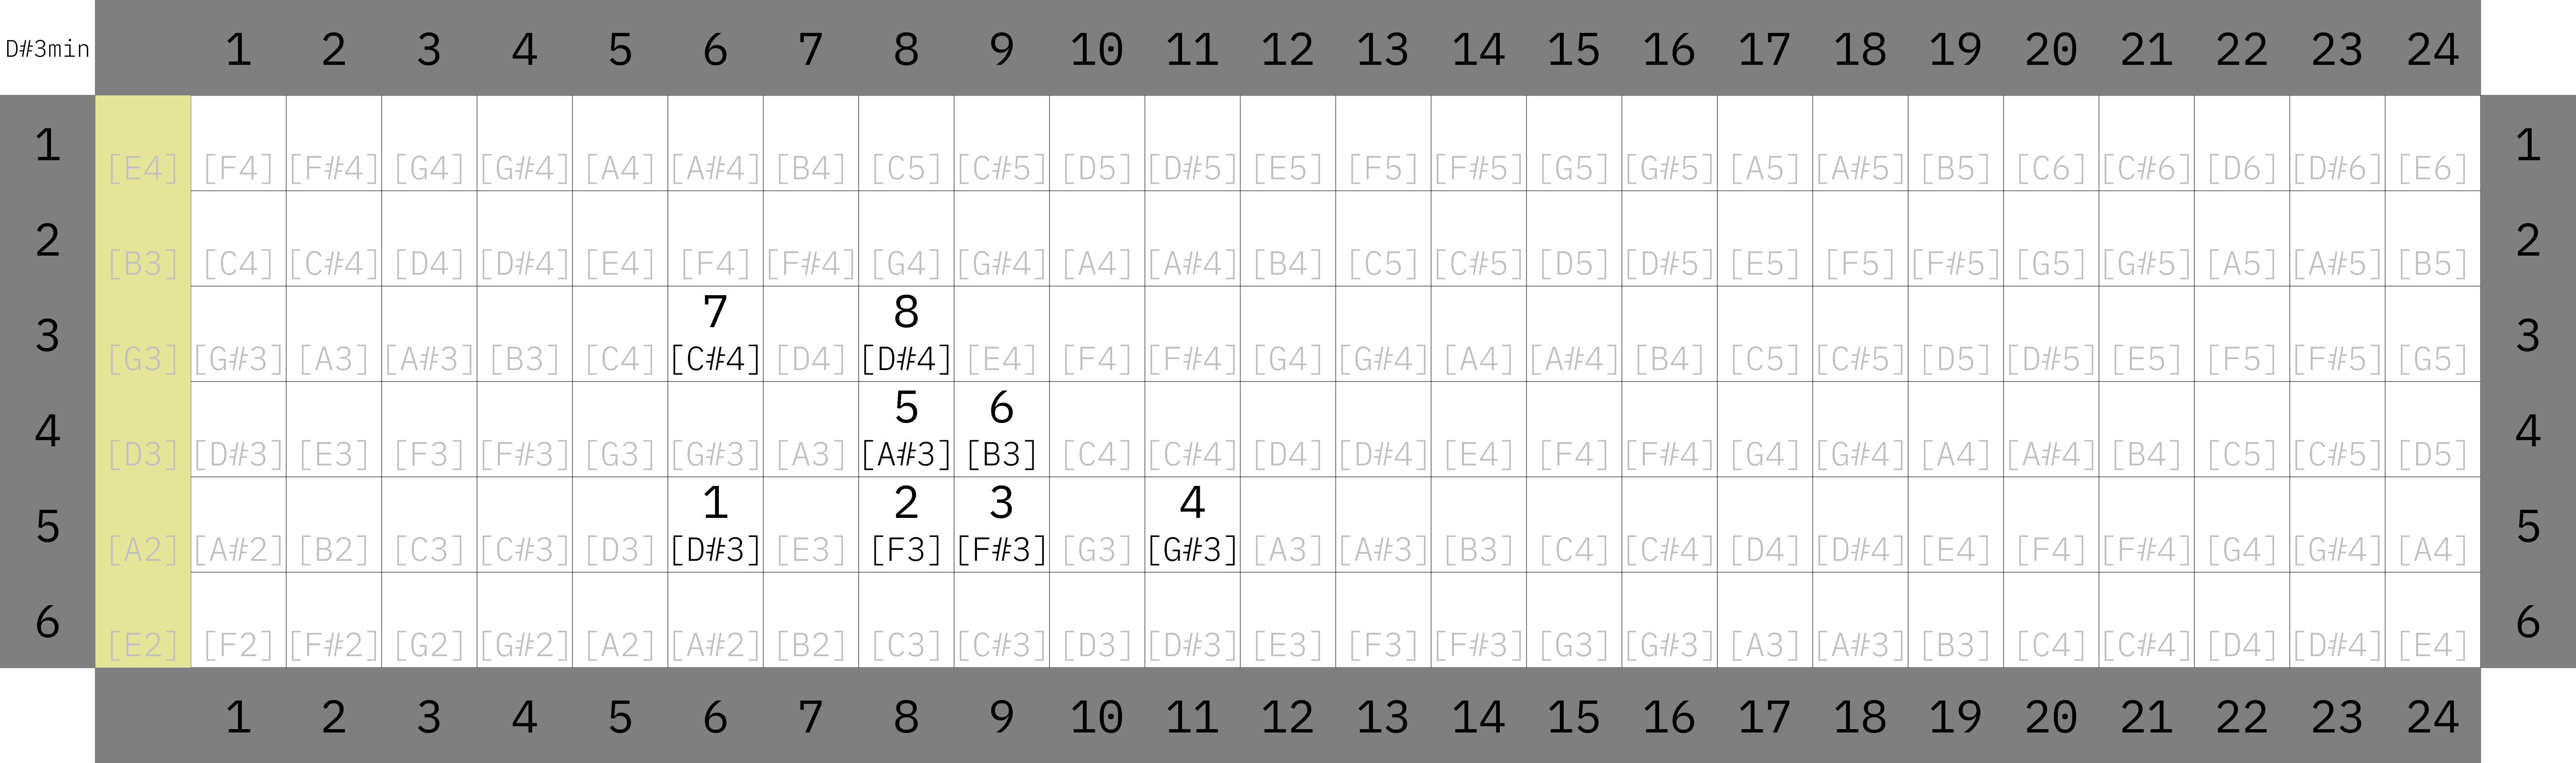 D#3min 1 2 3 4 5 6 7 8 9 10 11 12 13 14 15 16 17 18 19 20 21 22 23 24
1 [E4] [F4] [F#4] [G4] [G#4] [A4] [A#4] [B4] [C5] [C#5] [D5] [D#5] [E5] [F5] [F#5] [G5] [G#5] [A5] [A#5] [B5] [C6] [C#6] [D6] [D#6] [E6] 1
2 [B3] [C4] [C#4] [D4] [D#4] [E4] [F4] [F#4] [G4] [G#4] [A4] [A#4] [B4] [C5] [C#5] [D5] [D#5] [E5] [F5] [F#5] [G5] [G#5] [A5] [A#5] [B5] 2
7 8
3 [G3] [G#3] [A3] [A#3] [B3] [C4] [C#4] [D4] [D#4] [E4] [F4] [F#4] [G4] [G#4] [A4] [A#4] [B4] [C5] [C#5] [D5] [D#5] [E5] [F5] [F#5] [G5] 3
5 6
4 [D3] [D#3] [E3] [F3] [F#3] [G3] [G#3] [A3] [A#3] [B3] [C4] [C#4] [D4] [D#4] [E4] [F4] [F#4] [G4] [G#4] [A4] [A#4] [B4] [C5] [C#5] [D5] 4
1 2 3 4
5 [A2] [A#2] [B2] [C3] [C#3] [D3] [D#3] [E3] [F3] [F#3] [G3] [G#3] [A3] [A#3] [B3] [C4] [C#4] [D4] [D#4] [E4] [F4] [F#4] [G4] [G#4] [A4] 5
6 [E2] [F2] [F#2] [G2] [G#2] [A2] [A#2] [B2] [C3] [C#3] [D3] [D#3] [E3] [F3] [F#3] [G3] [G#3] [A3] [A#3] [B3] [C4] [C#4] [D4] [D#4] [E4] 6
1 2 3 4 5 6 7 8 9 10 11 12 13 14 15 16 17 18 19 20 21 22 23 24